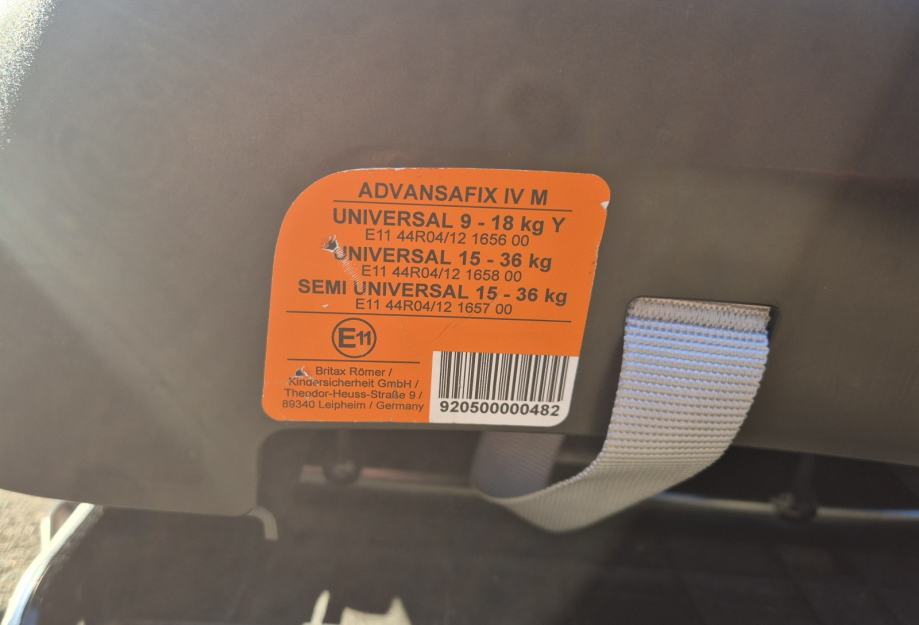 ADVANSAFIX IV M
UNIVERSAL 9 - 18 kg Y
E11 44R04/12 1656 00
UNIVERSAL 15 - 36 kg
E11 44R04/12 1658 00
SEMI UNIVERSAL 15 - 36 kg
E11 44R04/12 1657 00
E11
Britax Römer /
Kindersicherheit GmbH /
Theodor-Heuss-Straße 9 /
89340 Leipheim / Germany
920500000482